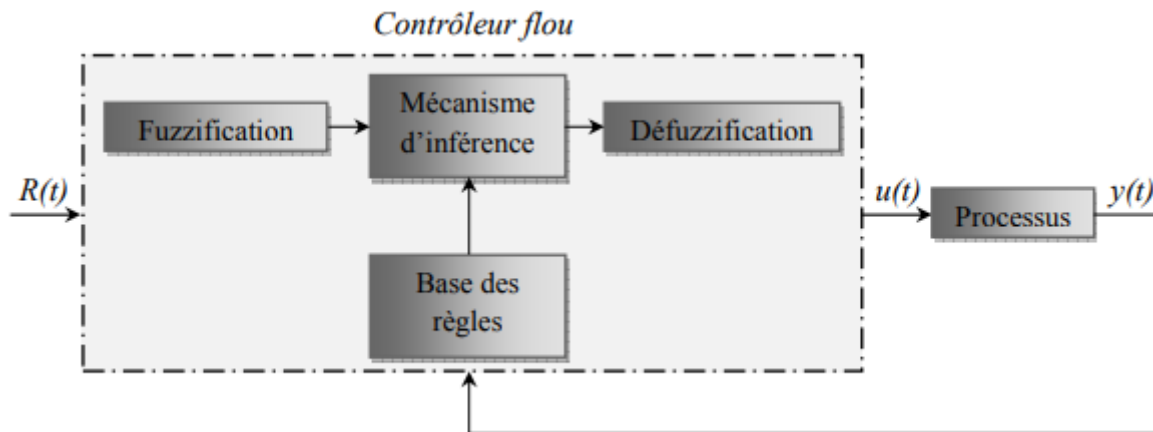 Contrôleur flou
Fuzzification
Mécanisme
d'inférence
Défuzzification
R(t)
u(t)
Processus
y(t)
Base des
règles